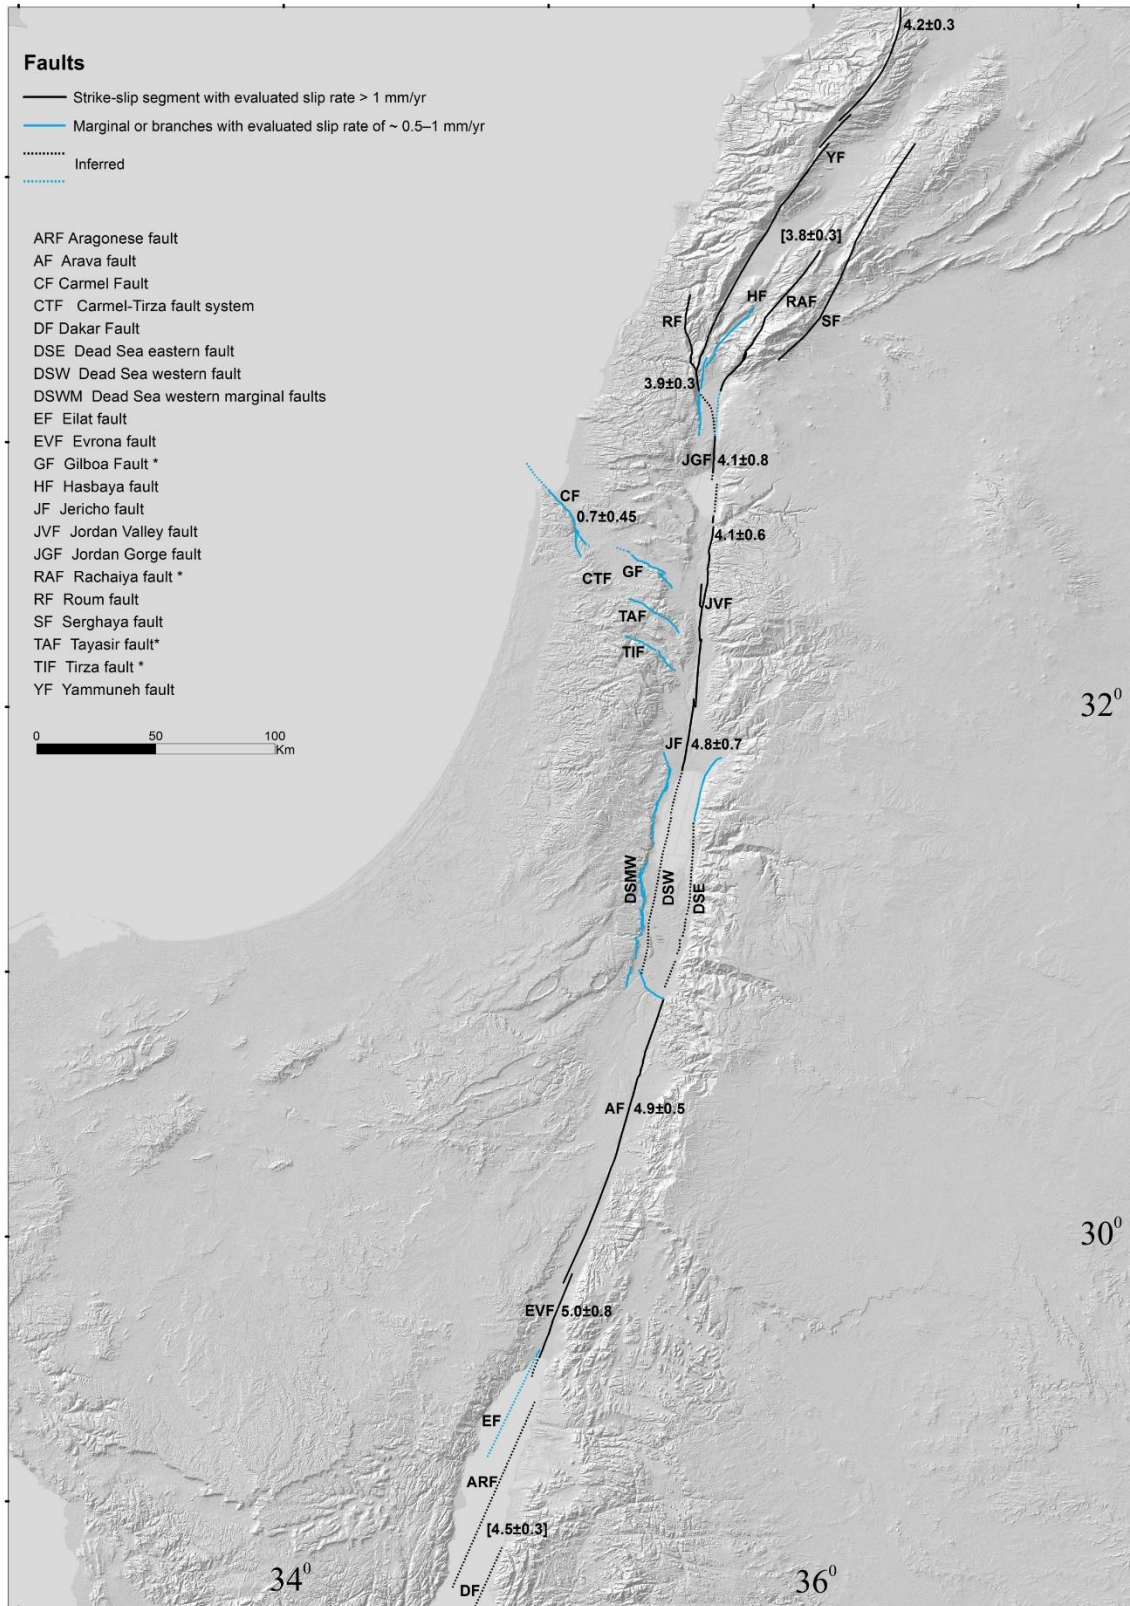 4.2±0.3
Faults
Strike-slip segment with evaluated slip rate > 1 mm/yr
Marginal or branches with evaluated slip rate of ~ 0.5–1 mm/yr
Inferred
ARF Aragonese fault
AF Arava fault
CF Carmel Fault
CTF Carmel-Tirza fault system
DF Dakar Fault
DSE Dead Sea eastern fault
DSW Dead Sea western fault
DSWM Dead Sea western marginal faults
EF Eilat fault
EVF Evrona fault
GF Gilboa Fault *
HF Hasbaya fault
JF Jericho fault
JVF Jordan Valley fault
JGF Jordan Gorge fault
RAF Rachaiya fault *
RF Roum fault
SF Serghaya fault
TAF Tayasir fault*
TIF Tirza fault *
YF Yammuneh fault
0 50 100
Km
YF
[3.8±0.3]
HF
RAF
RF
SF
3.9±0.3
JGF 4.1±0.8
CF
0.7±0.45
4.1±0.6
GF
CTF
JVF
TAF
TIF
32⁰
JF 4.8±0.7
DSMW
DSW
DSE
AF 4.9±0.5
30⁰
EVF 5.0±0.8
EF
ARF
[4.5±0.3]
DF
34⁰
36⁰